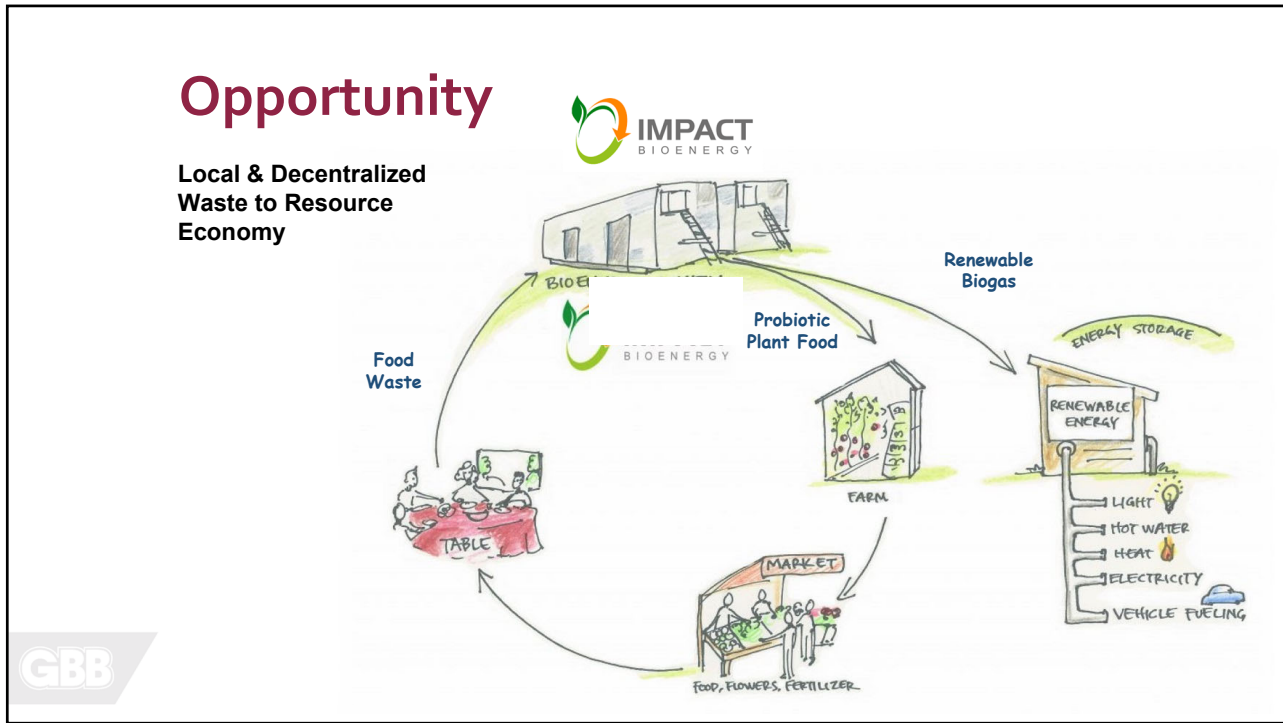 Opportunity
IMPACT
BIOENERGY
Local & Decentralized
Waste to Resource
Economy
Renewable
Biogas
Probiotic
Plant Food
BIOENERGY
Food
Waste
ENERGY STORAGE
RENEWABLE
ENERGY
FARM
LIGHT
HOT WATER
HEAT
ELECTRICITY
VEHICLE FUELING
TABLE
MARKET
FOOD, FLOWERS, FERTILIZER
GBB